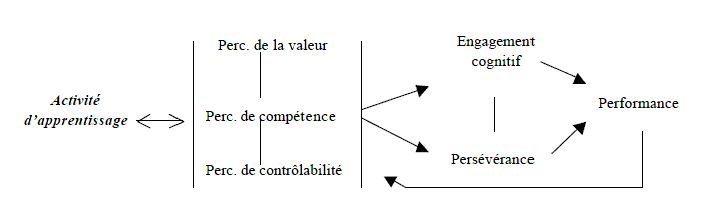 Activité
d'apprentissage
Perc. de la valeur
Perc. de compétence
Perc. de contrôlabilité
Engagement
cognitif
Persévérance
Performance